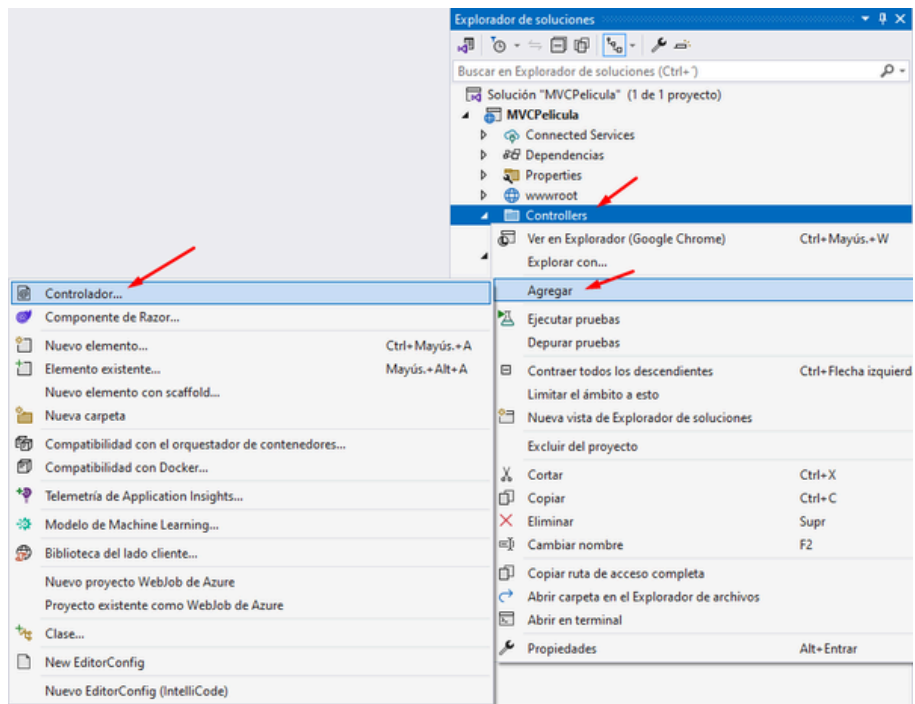 Explorador de soluciones
Buscar en Explorador de soluciones (Ctrl+´)
Solución "MVCPelicula" (1 de 1 proyecto)
MVCPelicula
Connected Services
Dependencias
Properties
wwwroot
Controllers
Ver en Explorador (Google Chrome) Ctrl+Mayús.+W
Explorar con...
Agregar
Ejecutar pruebas
Depurar pruebas
Contraer todos los descendientes Ctrl+Flecha izquierd
Limitar el ámbito a esto
Nueva vista de Explorador de soluciones
Excluir del proyecto
Cortar Ctrl+X
Copiar Ctrl+C
Eliminar Supr
Cambiar nombre F2
Copiar ruta de acceso completa
Abrir carpeta en el Explorador de archivos
Abrir en terminal
Propiedades Alt+Entrar
Controlador...
Componente de Razor...
Nuevo elemento... Ctrl+Mayús.+A
Elemento existente... Mayús.+Alt+A
Nuevo elemento con scaffold...
Nueva carpeta
Compatibilidad con el orquestador de contenedores...
Compatibilidad con Docker...
Telemetría de Application Insights...
Modelo de Machine Learning...
Biblioteca del lado cliente...
Nuevo proyecto WebJob de Azure
Proyecto existente como WebJob de Azure
Clase...
New EditorConfig
Nuevo EditorConfig (IntelliCode)